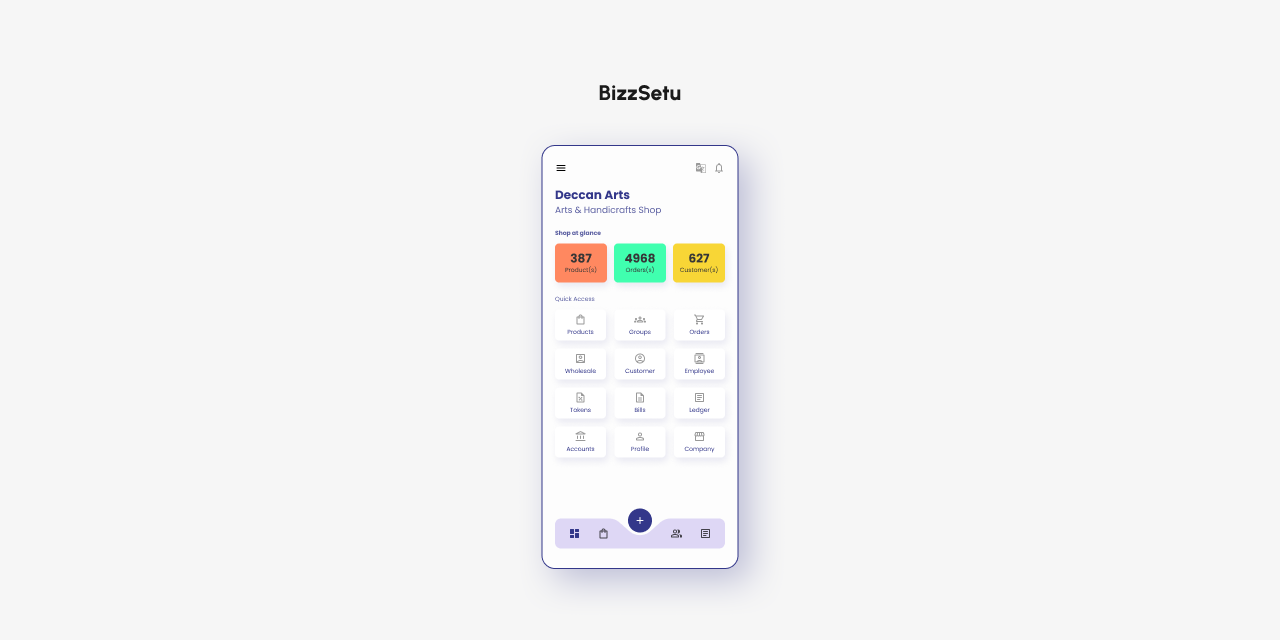 BizzSetu
Deccan Arts
Arts & Handicrafts Shop
Shop at glance
387 4968 627
Product(s) Orders(s) Customer(s)
Quick Access
Products Groups Orders
Wholesale Customer Employee
Tokens Bills Ledger
Accounts Profile Company